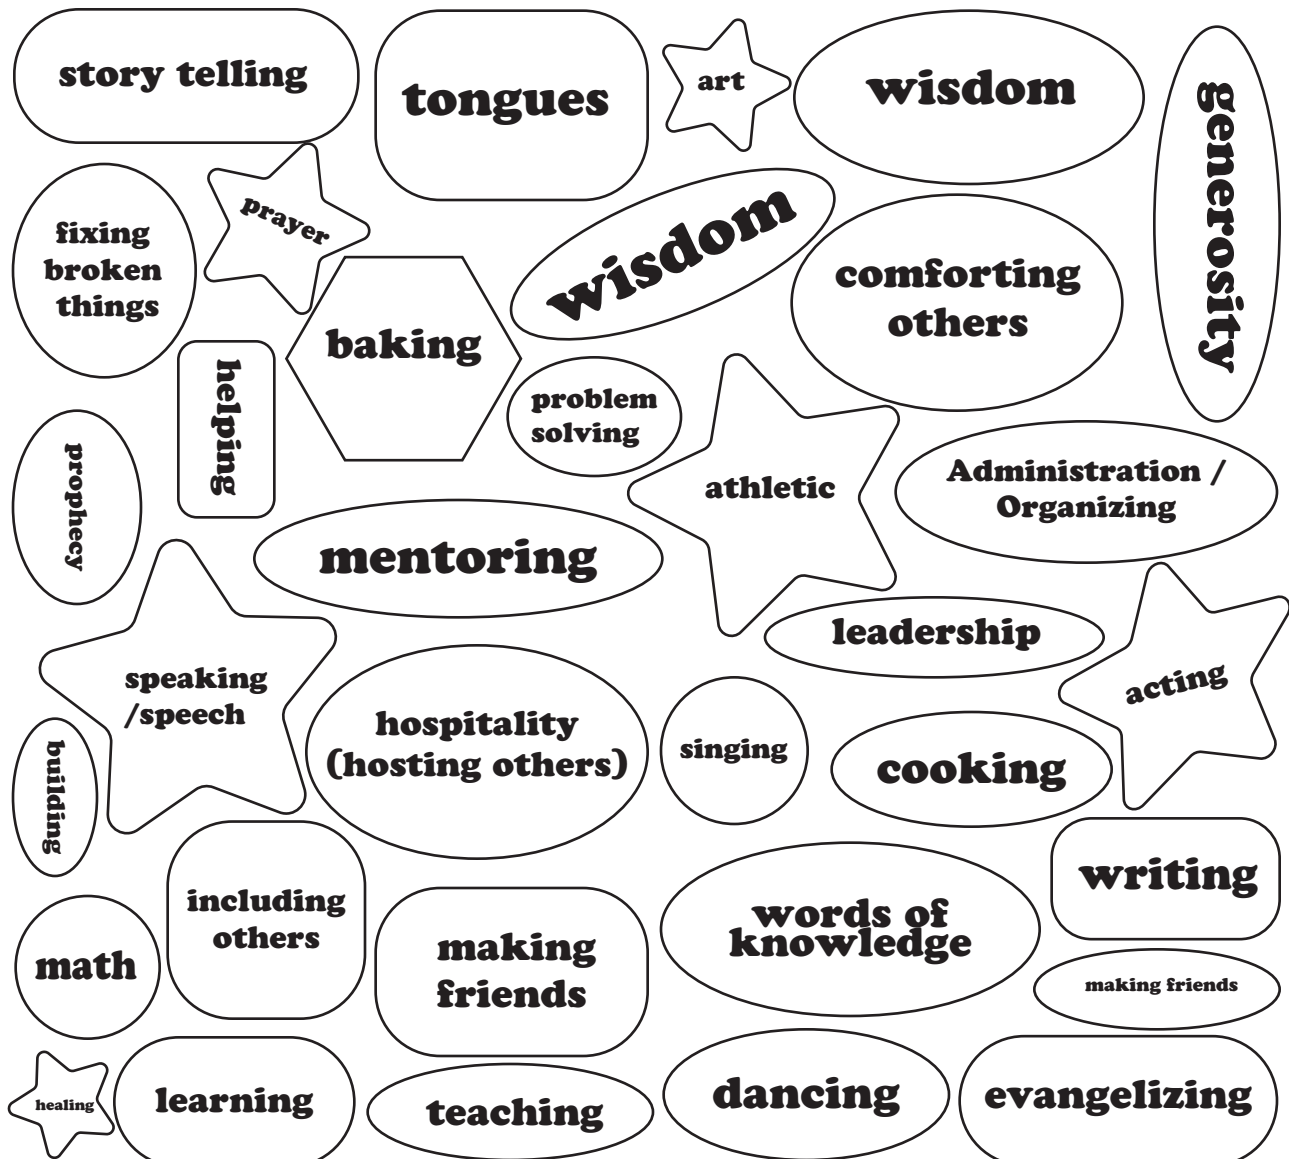 story telling
tongues
art
wisdom
generosity
fixing
broken
things
prayer
wisdom
comforting
others
baking
helping
problem
solving
prophecy
athletic
Administration /
Organizing
mentoring
leadership
speaking
/speech
acting
hospitality
(hosting others)
singing
cooking
building
including
others
writing
math
making
friends
words of
knowledge
making friends
healing
learning
teaching
dancing
evangelizing